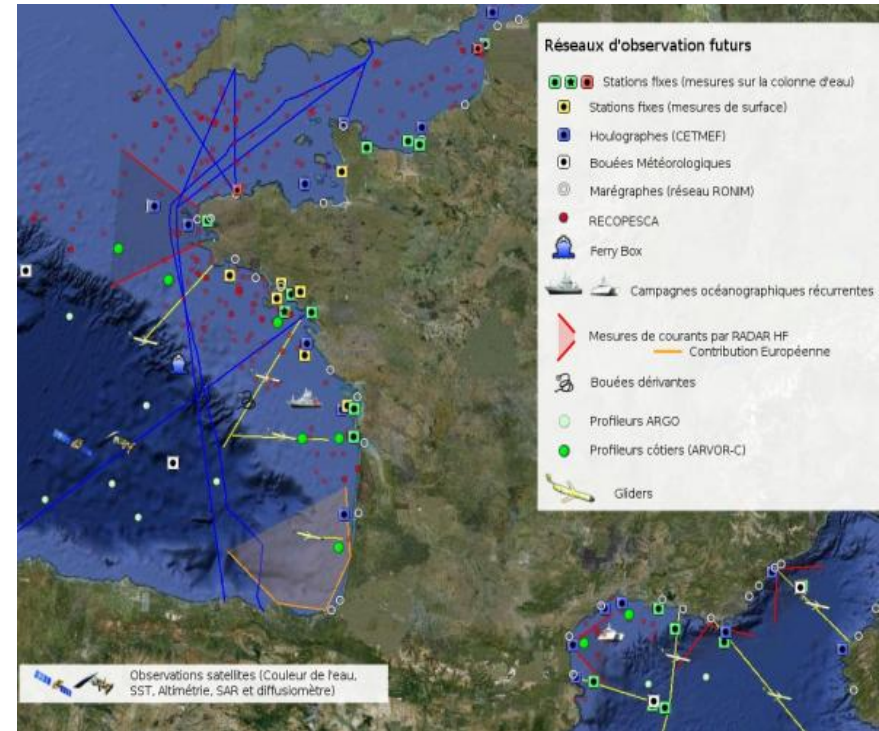 Réseaux d'observation futurs
Stations fixes (mesures sur la colonne d'eau)
Stations fixes (mesures de surface)
Houlographes (CETMEF)
Bouées Météorologiques
Marégraphes (réseau RONIM)
RECOPESCA
Ferry Box
Campagnes océanographiques récurrentes
Mesures de courants par RADAR HF
Contribution Européenne
Bouées dérivantes
Profileurs ARGO
Profileurs côtiers (ARVOR-C)
Gliders
Observations satellites (Couleur de l'eau,
SST, Altimétrie, SAR et diffusiomètre)